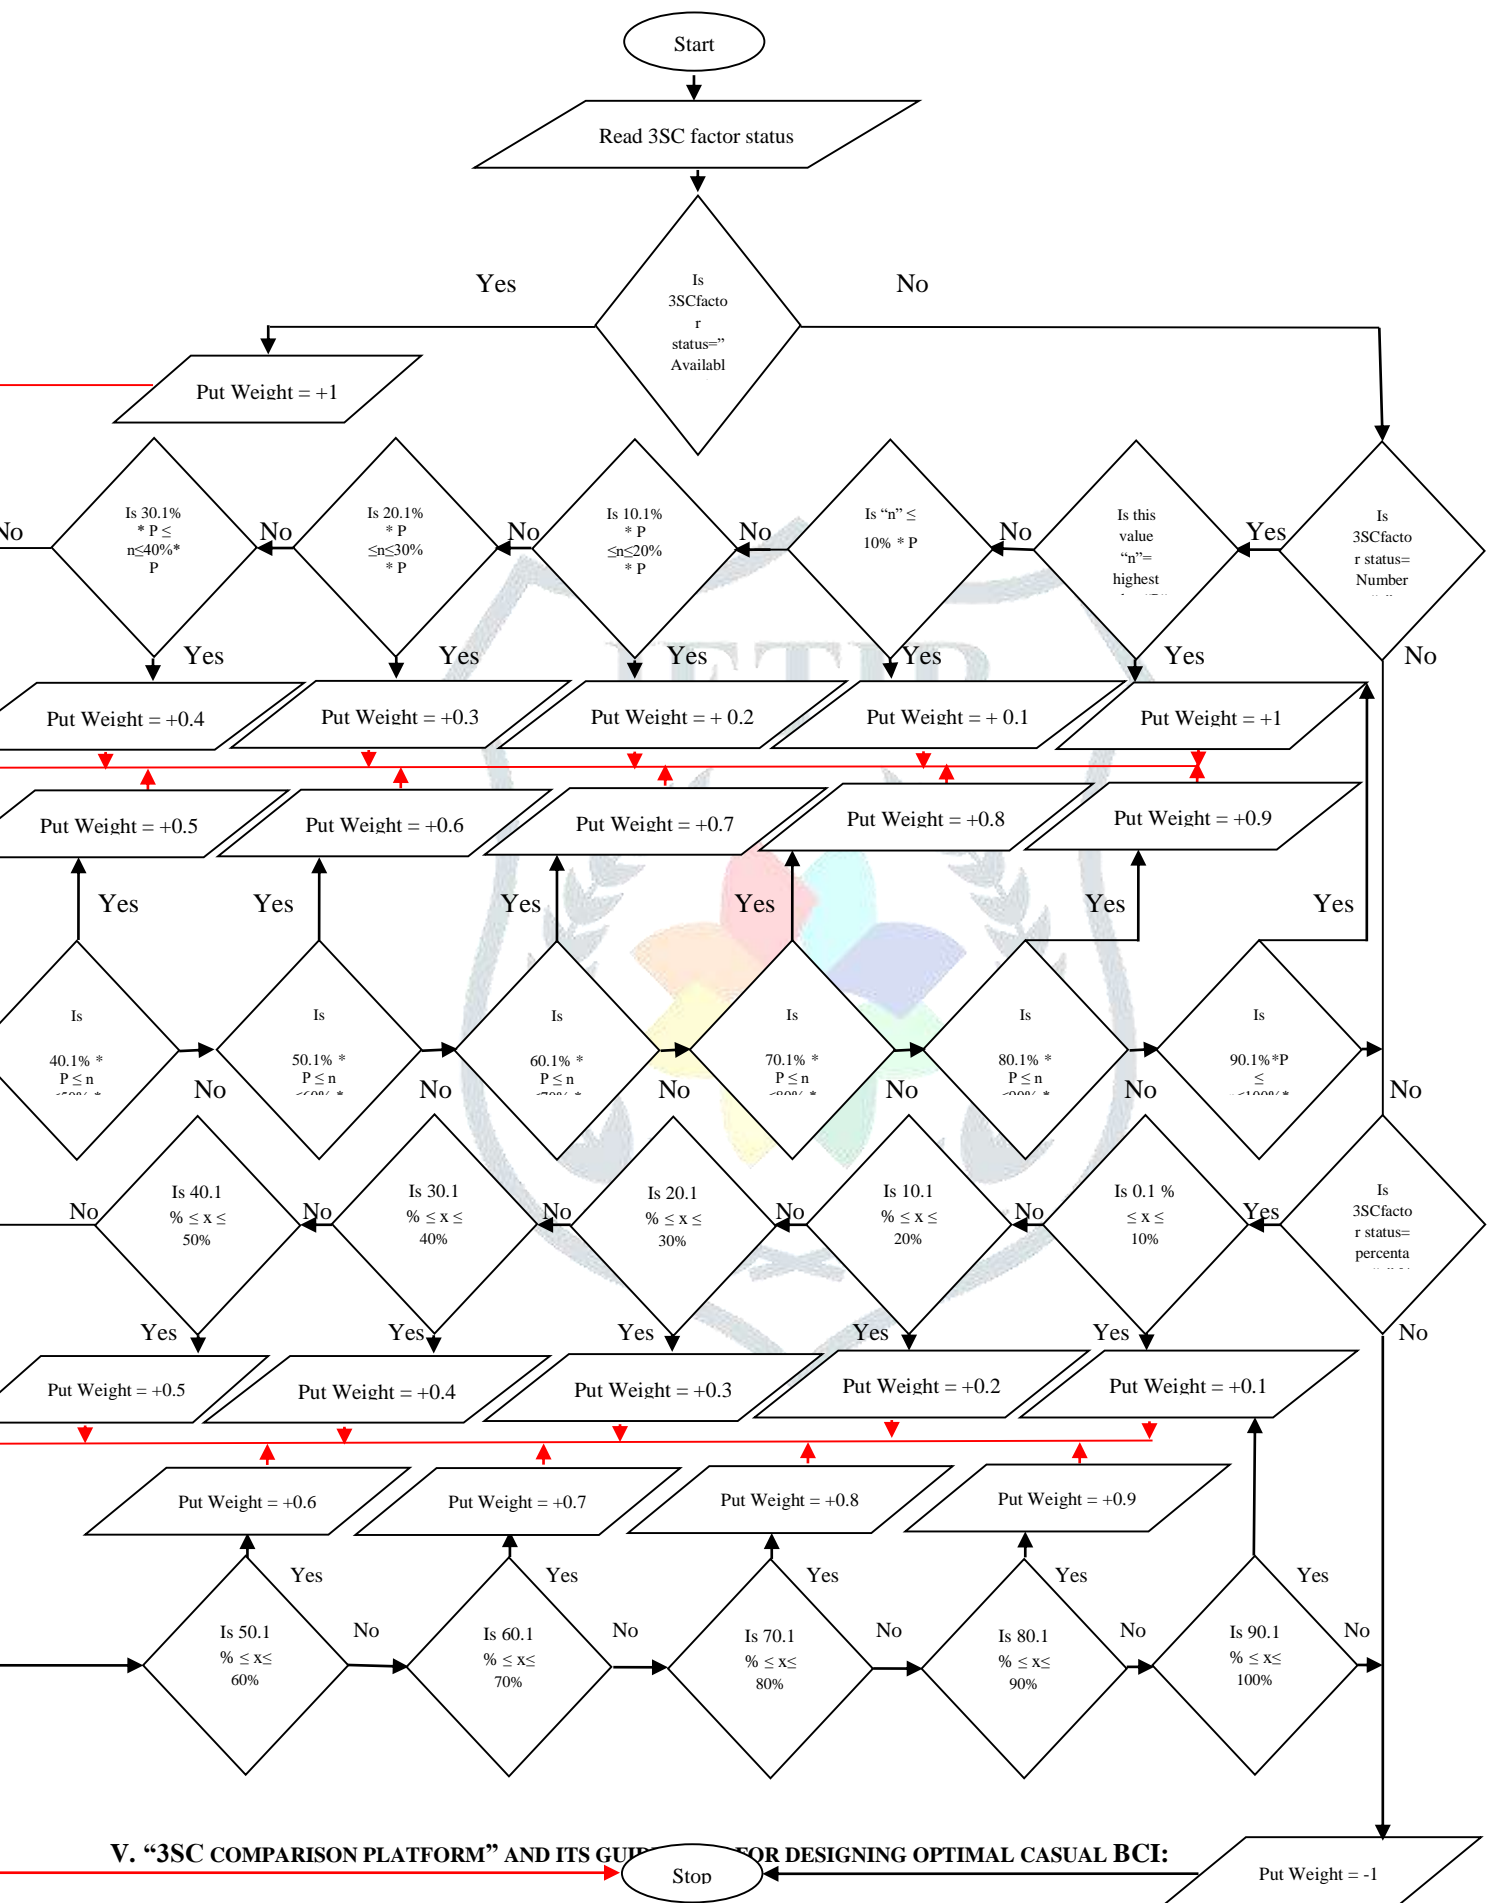 Start
Read 3SC factor status
Yes
No
Is
3SCfacto
r
status=”
Availabl
Put Weight = +1
No
Is 30.1%
* P ≤
n≤40%*
P
No
Is 20.1%
* P
≤n≤30%
* P
No
Is 10.1%
* P
≤n≤20%
* P
No
Is “n” ≤
10% * P
No
Is this
value
“n”=
highest
Yes
Is
3SCfacto
r status=
Number
Yes
Yes
Yes
Yes
Yes
No
Put Weight = +0.4
Put Weight = +0.3
Put Weight = + 0.2
Put Weight = + 0.1
Put Weight = +1
JETIR
Put Weight = +0.5
Put Weight = +0.6
Put Weight = +0.7
Put Weight = +0.8
Put Weight = +0.9
Yes
Yes
Yes
Yes
Yes
Yes
Is
40.1% *
P ≤ n
≤50% *
Is
50.1% *
P ≤ n
≤60% *
Is
60.1% *
P ≤ n
≤70% *
Is
70.1% *
P ≤ n
≤80% *
Is
80.1% *
P ≤ n
≤90% *
Is
90.1%*P
≤
n≤100%*
No
No
No
No
No
No
No
Is 40.1
% ≤ x ≤
50%
No
Is 30.1
% ≤ x ≤
40%
No
Is 20.1
% ≤ x ≤
30%
No
Is 10.1
% ≤ x ≤
20%
No
Is 0.1 %
≤ x ≤
10%
Yes
Is
3SCfacto
r status=
percenta
Yes
Yes
Yes
Yes
Yes
No
Put Weight = +0.5
Put Weight = +0.4
Put Weight = +0.3
Put Weight = +0.2
Put Weight = +0.1
Put Weight = +0.6
Put Weight = +0.7
Put Weight = +0.8
Put Weight = +0.9
Yes
Yes
Yes
Yes
Yes
Is 50.1
% ≤ x≤
60%
No
Is 60.1
% ≤ x≤
70%
No
Is 70.1
% ≤ x≤
80%
No
Is 80.1
% ≤ x≤
90%
No
Is 90.1
% ≤ x≤
100%
No
V. “3SC COMPARISON PLATFORM” AND ITS FOR DESIGNING OPTIMAL CASUAL BCI:
Stop
Put Weight = -1